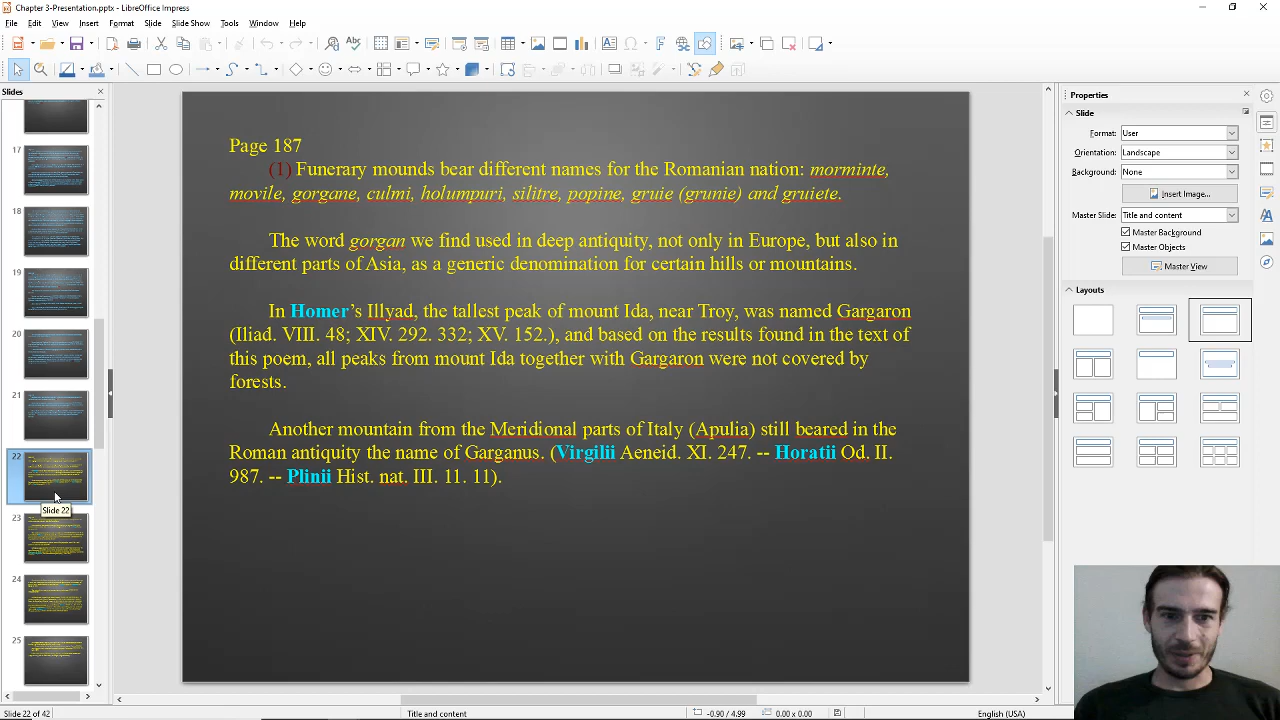 Chapter 3-Presentation.pptx - LibreOffice Impress
File Edit View Insert Format Slide Slide Show Tools Window Help
Slides
17
18
19
20
21
22
Slide 22
23
24
25
Page 187
(1) Funerary mounds bear different names for the Romanian nation: morminte,
movile, gorgane, culmi, holumpuri, silitre, popine, gruie (grunie) and gruiete.
The word gorgan we find used in deep antiquity, not only in Europe, but also in
different parts of Asia, as a generic denomination for certain hills or mountains.
In Homer's Illyad, the tallest peak of mount Ida, near Troy, was named Gargaron
(Iliad. VIII. 48; XIV. 292. 332; XV. 152.), and based on the results found in the text of
this poem, all peaks from mount Ida together with Gargaron were not covered by
forests.
Another mountain from the Meridional parts of Italy (Apulia) still beared in the
Roman antiquity the name of Garganus. (Virgilii Aeneid. XI. 247. -- Horatii Od. II.
987. -- Plinii Hist. nat. III. 11. 11).
Properties
Slide
Format: User
Orientation: Landscape
Background: None
Insert Image...
Master Slide: Title and content
Master Background
Master Objects
Master View
Layouts
Slide 22 of 42
Title and content
-0.90 / 4.99
0.00 x 0.00
English (USA)